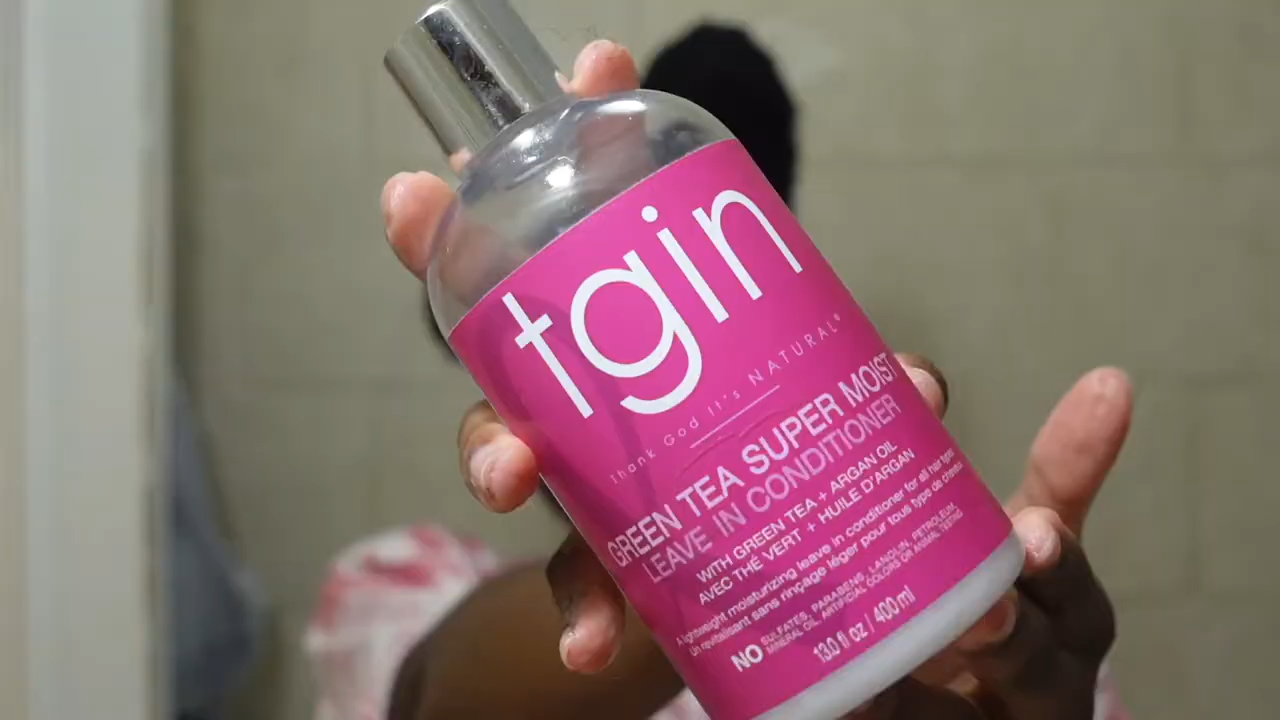 tgin
Thank God It's NATURAL®
GREEN TEA SUPER MOIST
LEAVE IN CONDITIONER
WITH GREEN TEA + ARGAN OIL
AVEC THÉ VERT + HUILE D'ARGAN
A lightweight moisturizing leave in conditioner for all hair types
Un revitalisant sans rinçage léger pour tous type de cheveux
NO SULFATES, PARABENS, LANOLIN, PETROLEUM,
MINERAL OIL, ARTIFICIAL COLORS OR ANIMAL TESTING
13.0 fl oz / 400 ml